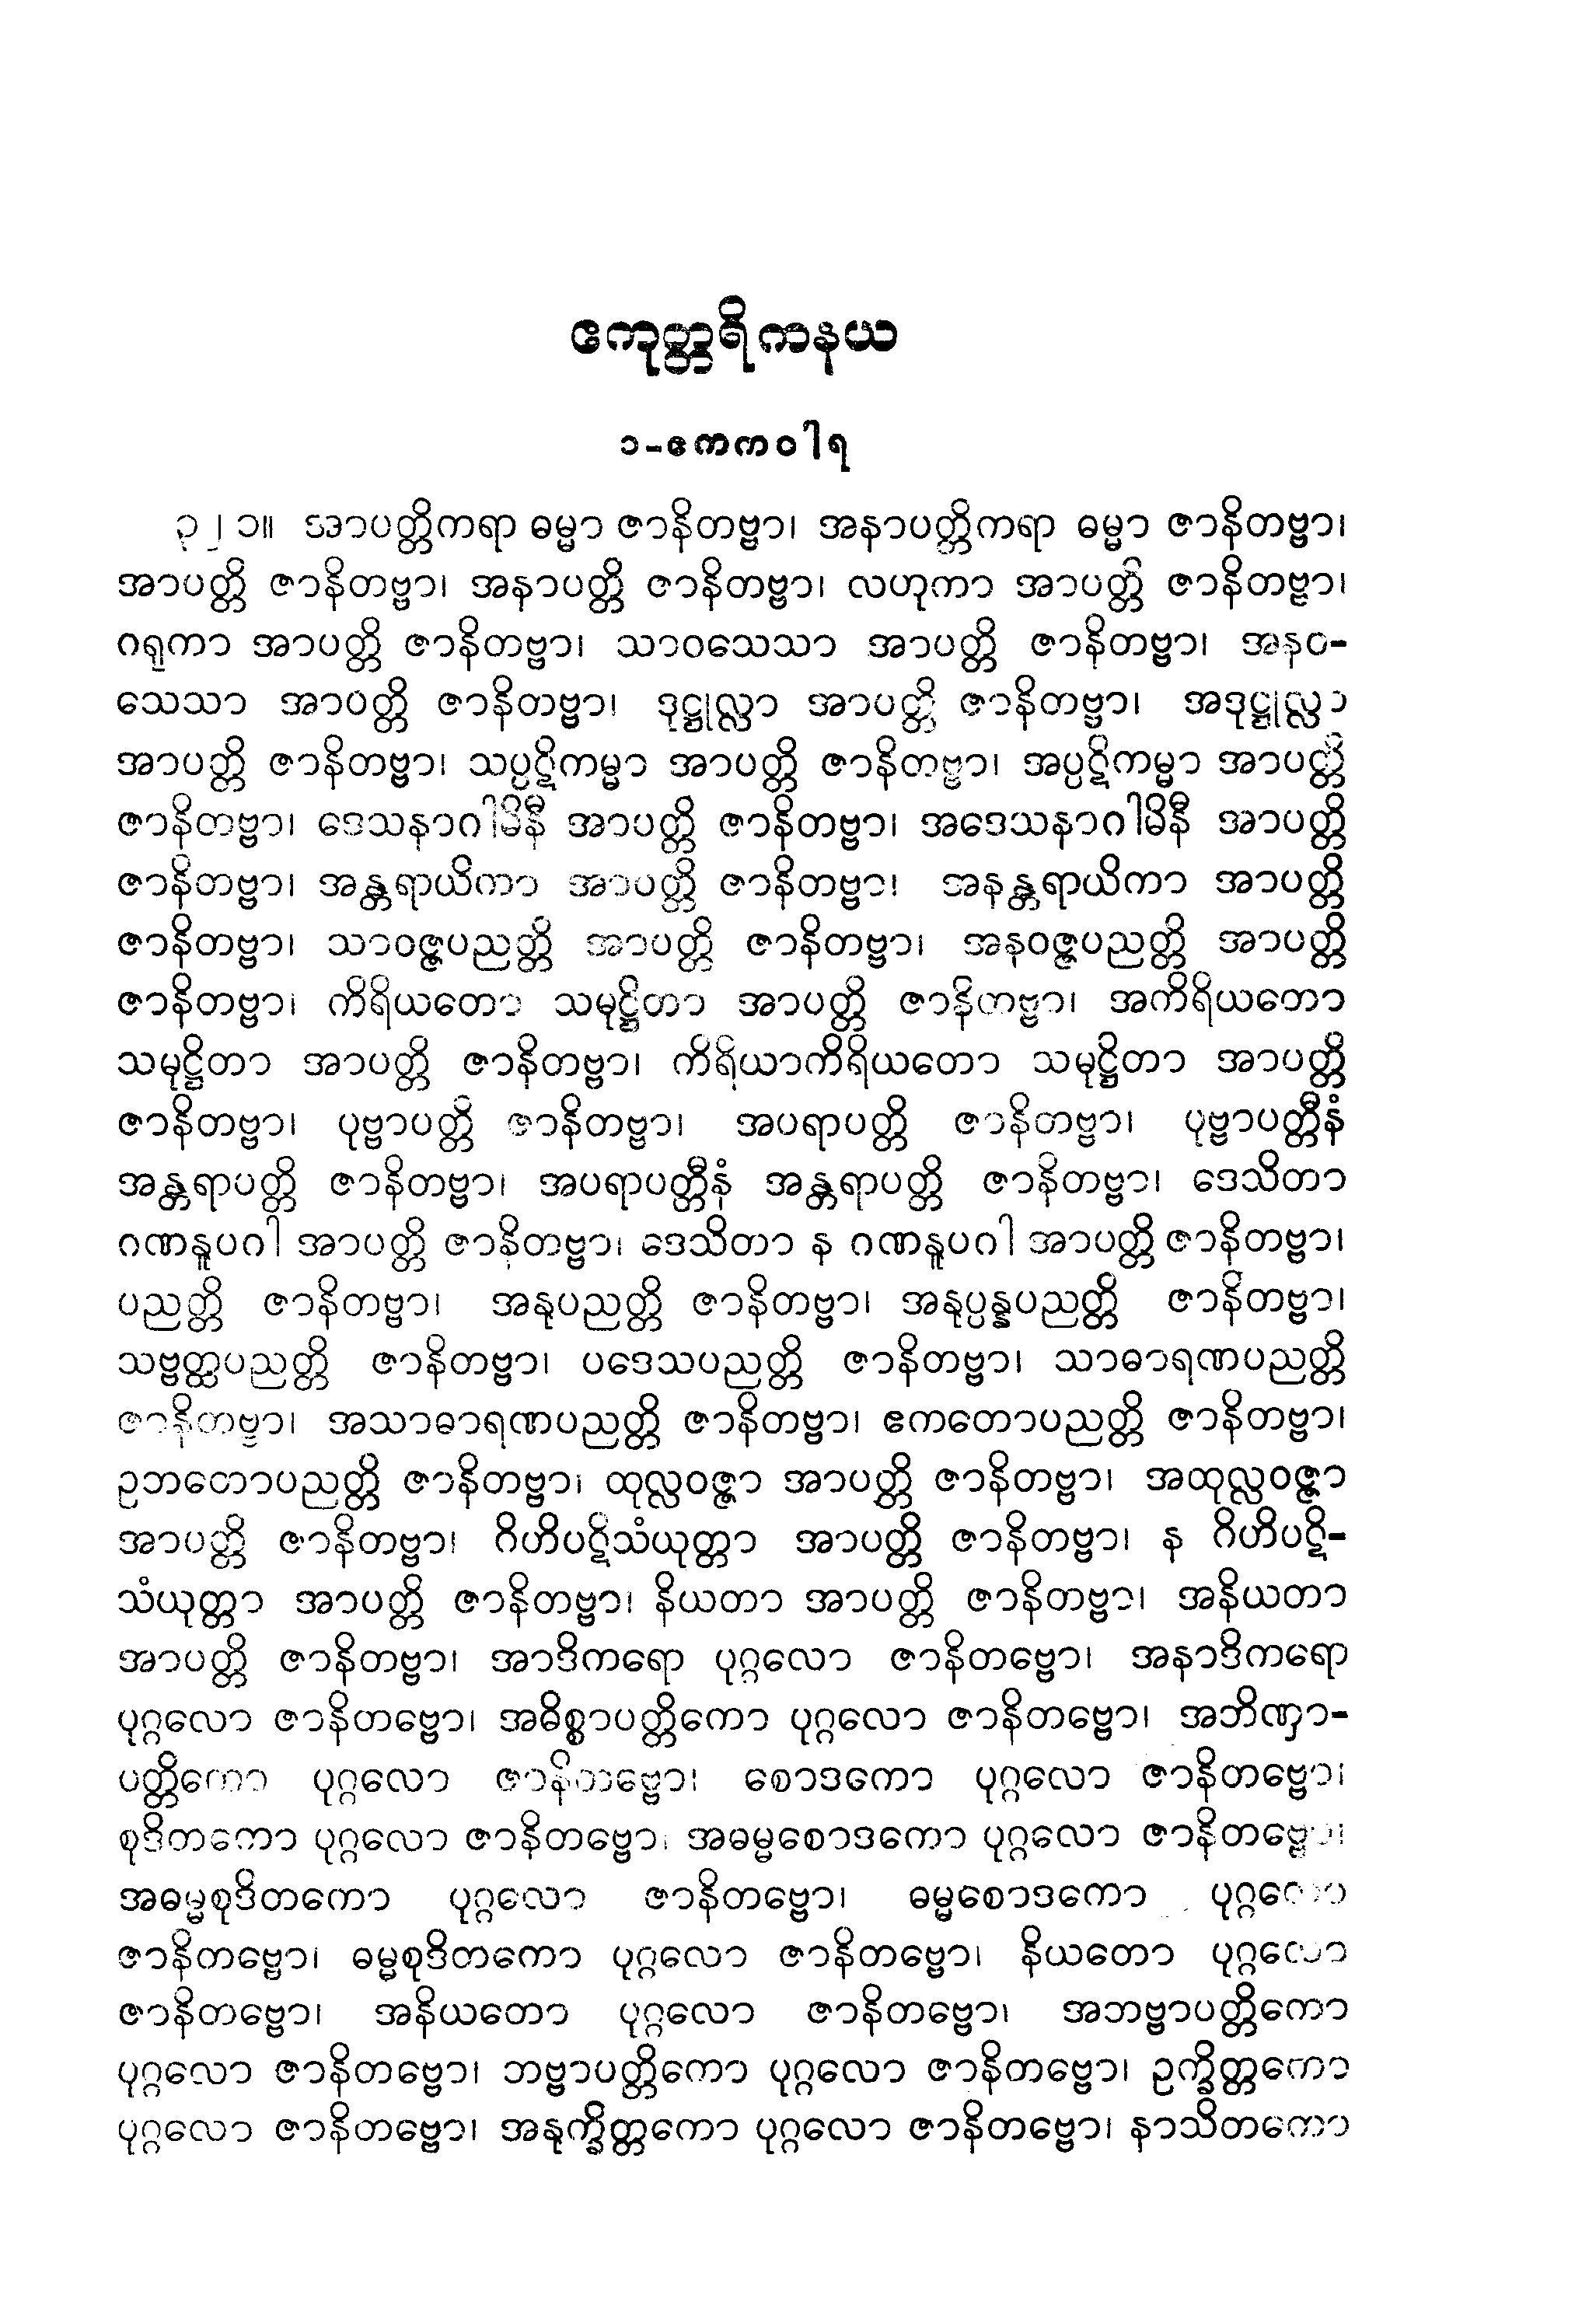 ဧကုတ္တရိကနယ
၁-ဧကကဝါရ
၃၂၁။ အာပတ္တိကရာ ဓမ္မာ ဇာနိတဗ္ဗာ၊ အနာပတ္တိကရာ ဓမ္မာ ဇာနိတဗ္ဗာ၊
အာပတ္တိ ဇာနိတဗ္ဗာ၊ အနာပတ္တိ ဇာနိတဗ္ဗာ၊ လဟုကာ အာပတ္တိ ဇာနိတဗ္ဗာ၊
ဂရုကာ အာပတ္တိ ဇာနိတဗ္ဗာ၊ သာဝသေသာ အာပတ္တိ ဇာနိတဗ္ဗာ၊ အနဝ-
သေသာ အာပတ္တိ ဇာနိတဗ္ဗာ၊ ဒုဋ္ဌုလ္လာ အာပတ္တိ ဇာနိတဗ္ဗာ၊ အဒုဋ္ဌုလ္လာ
အာပတ္တိ ဇာနိတဗ္ဗာ၊ သပ္ပဋိကမ္မာ အာပတ္တိ ဇာနိတဗ္ဗာ၊ အပ္ပဋိကမ္မာ အာပတ္တိ
ဇာနိတဗ္ဗာ၊ ဒေသနာဂါမိနီ အာပတ္တိ ဇာနိတဗ္ဗာ၊ အဒေသနာဂါမိနီ အာပတ္တိ
ဇာနိတဗ္ဗာ၊ အန္တရာယိကာ အာပတ္တိ ဇာနိတဗ္ဗာ၊ အနန္တရာယိကာ အာပတ္တိ
ဇာနိတဗ္ဗာ၊ သာဝဇ္ဇပညတ္တိ အာပတ္တိ ဇာနိတဗ္ဗာ၊ အနဝဇ္ဇပညတ္တိ အာပတ္တိ
ဇာနိတဗ္ဗာ၊ ကိရိယတော သမုဋ္ဌိတာ အာပတ္တိ ဇာနိတဗ္ဗာ၊ အကိရိယတော
သမုဋ္ဌိတာ အာပတ္တိ ဇာနိတဗ္ဗာ၊ ကိရိယာကိရိယတော သမုဋ္ဌိတာ အာပတ္တိ
ဇာနိတဗ္ဗာ၊ ပုဗ္ဗာပတ္တိ ဇာနိတဗ္ဗာ၊ အပရာပတ္တိ ဇာနိတဗ္ဗာ၊ ပုဗ္ဗာပတ္တီနံ
အန္တရာပတ္တိ ဇာနိတဗ္ဗာ၊ အပရာပတ္တီနံ အန္တရာပတ္တိ ဇာနိတဗ္ဗာ၊ ဒေသိတာ
ဂဏနူပဂါ အာပတ္တိ ဇာနိတဗ္ဗာ၊ ဒေသိတာ န ဂဏနူပဂါ အာပတ္တိ ဇာနိတဗ္ဗာ၊
ပညတ္တိ ဇာနိတဗ္ဗာ၊ အနုပညတ္တိ ဇာနိတဗ္ဗာ၊ အနုပ္ပန္နပညတ္တိ ဇာနိတဗ္ဗာ၊
သဗ္ဗတ္ထပညတ္တိ ဇာနိတဗ္ဗာ၊ ပဒေသပညတ္တိ ဇာနိတဗ္ဗာ၊ သာဓာရဏပညတ္တိ
ဇာနိတဗ္ဗာ၊ အသာဓာရဏပညတ္တိ ဇာနိတဗ္ဗာ၊ ဧကတောပညတ္တိ ဇာနိတဗ္ဗာ၊
ဥဘတောပညတ္တိ ဇာနိတဗ္ဗာ၊ ထုလ္လဝဇ္ဇာ အာပတ္တိ ဇာနိတဗ္ဗာ၊ အထုလ္လဝဇ္ဇာ
အာပတ္တိ ဇာနိတဗ္ဗာ၊ ဂိဟိပဋိသံယုတ္တာ အာပတ္တိ ဇာနိတဗ္ဗာ၊ န ဂိဟိပဋိ-
သံယုတ္တာ အာပတ္တိ ဇာနိတဗ္ဗာ၊ နိယတာ အာပတ္တိ ဇာနိတဗ္ဗာ၊ အနိယတာ
အာပတ္တိ ဇာနိတဗ္ဗာ၊ အာဒိကရော ပုဂ္ဂလော ဇာနိတဗ္ဗော၊ အနာဒိကရော
ပုဂ္ဂလော ဇာနိတဗ္ဗော၊ အဓိစ္စာပတ္တိကော ပုဂ္ဂလော ဇာနိတဗ္ဗော၊ အဘိဏှာ-
ပတ္တိကော ပုဂ္ဂလော ဇာနိတဗ္ဗော၊ စောဒကော ပုဂ္ဂလော ဇာနိတဗ္ဗော၊
စုဒိတကော ပုဂ္ဂလော ဇာနိတဗ္ဗော၊ အဓမ္မစောဒကော ပုဂ္ဂလော ဇာနိတဗ္ဗော၊
အဓမ္မစုဒိတကော ပုဂ္ဂလော ဇာနိတဗ္ဗော၊ ဓမ္မစောဒကော ပုဂ္ဂလော
ဇာနိတဗ္ဗော၊ ဓမ္မစုဒိတကော ပုဂ္ဂလော ဇာနိတဗ္ဗော၊ နိယတော ပုဂ္ဂလော
ဇာနိတဗ္ဗော၊ အနိယတော ပုဂ္ဂလော ဇာနိတဗ္ဗော၊ အဘဗ္ဗာပတ္တိကော
ပုဂ္ဂလော ဇာနိတဗ္ဗော၊ ဘဗ္ဗာပတ္တိကော ပုဂ္ဂလော ဇာနိတဗ္ဗော၊ ဥက္ခိတ္တကော
ပုဂ္ဂလော ဇာနိတဗ္ဗော၊ အနုက္ခိတ္တကော ပုဂ္ဂလော ဇာနိတဗ္ဗော၊ နာသိတကော